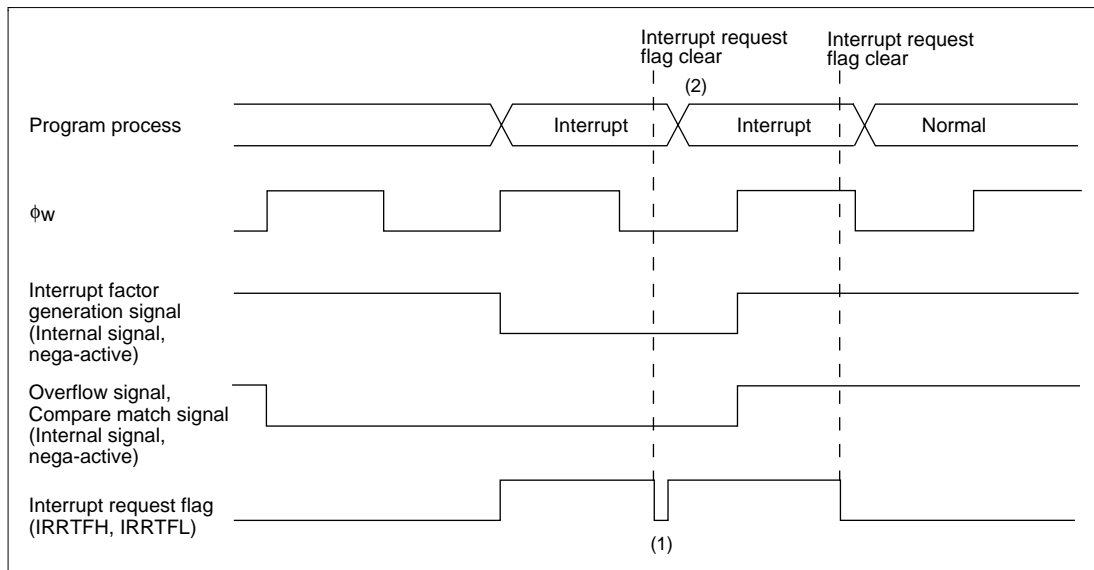 Interrupt request
flag clear
Interrupt request
flag clear
(2)
Program process
Interrupt
Interrupt
Normal
ϕw
Interrupt factor
generation signal
(Internal signal,
nega-active)
Overflow signal,
Compare match signal
(Internal signal,
nega-active)
Interrupt request flag
(IRRTFH, IRRTFL)
(1)